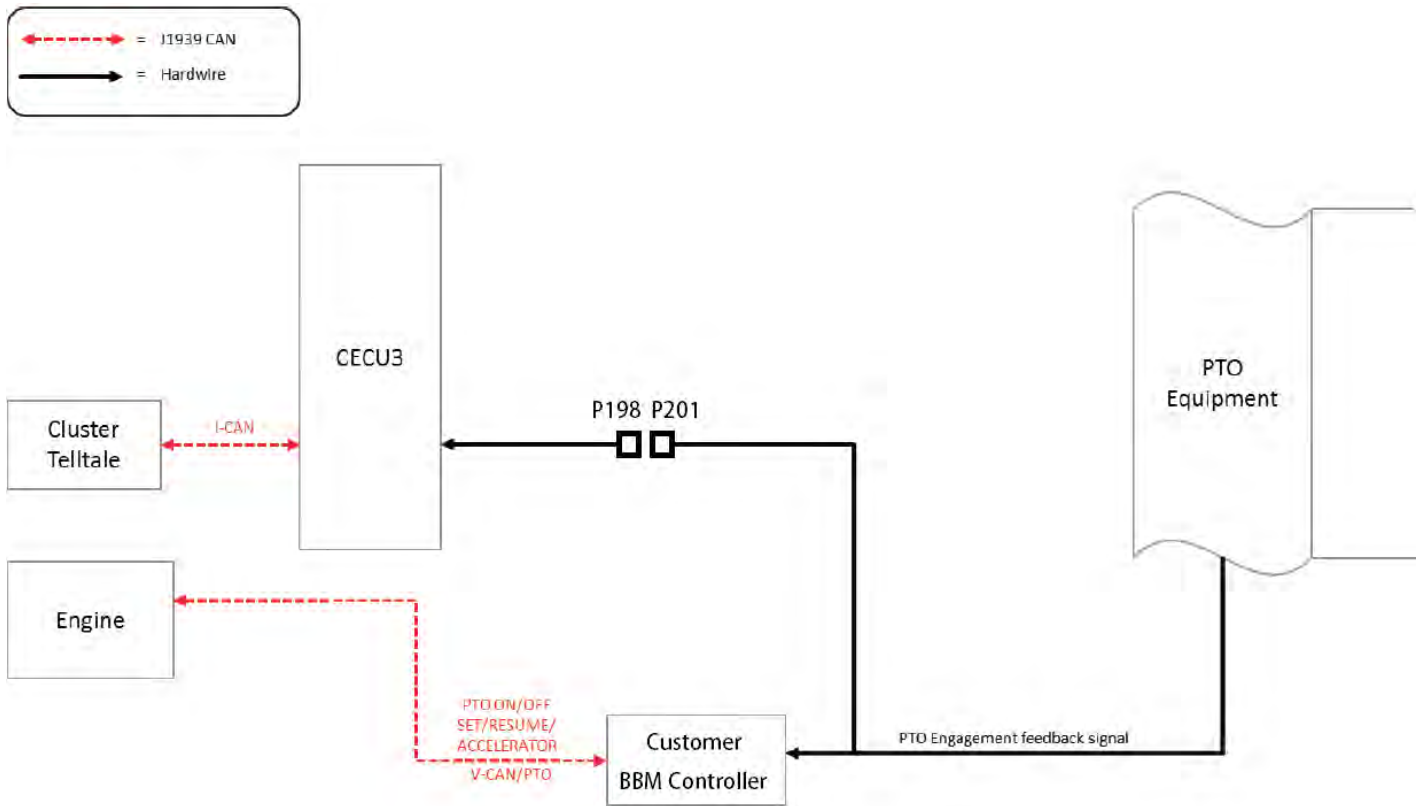 = J1939 CAN
= Hardwire
CECU3
PTO
Equipment
P198 P201
Cluster
Telltale
I-CAN
Engine
PTO ON/OFF
SET/RESUME/
ACCELERATOR
V-CAN/PTO
Customer
BBM Controller
PTO Engagement feedback signal